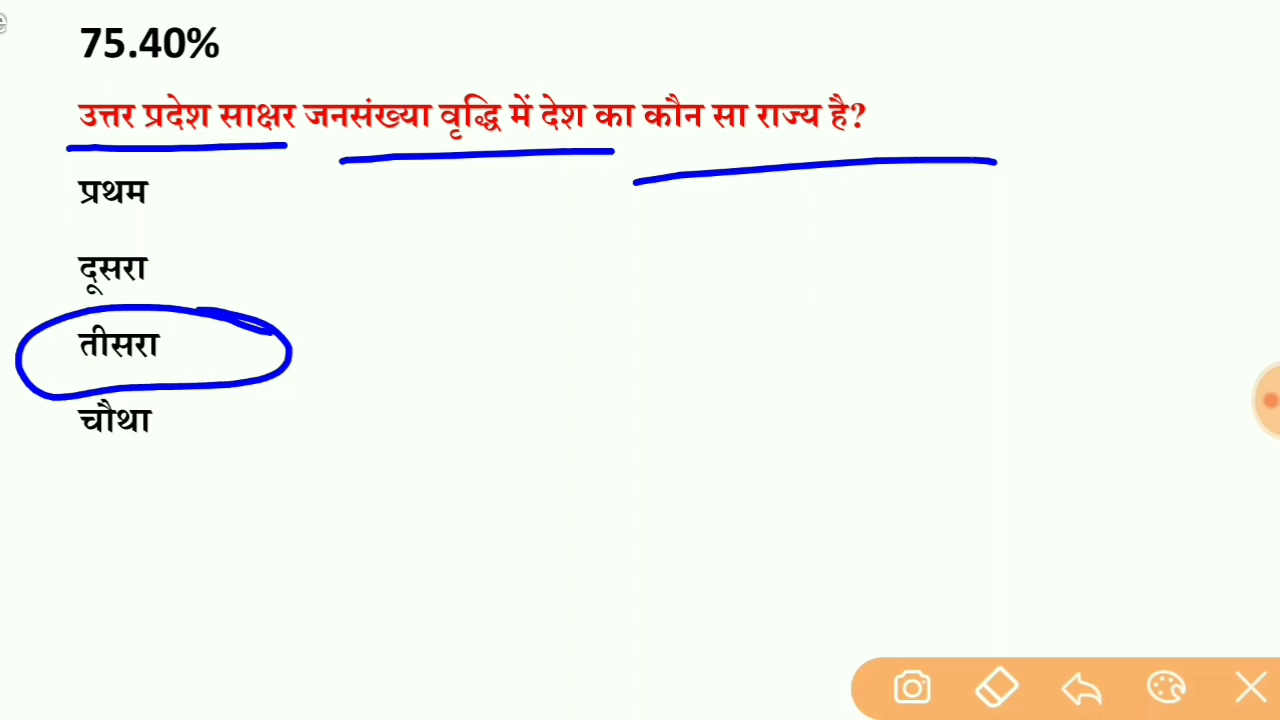 75.40%
उत्तर प्रदेश साक्षर जनसंख्या वृद्धि में देश का कौन सा राज्य है?
प्रथम
दूसरा
तीसरा
चौथा